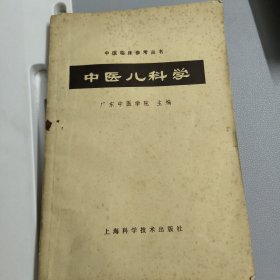 中医临床参考丛书
中医儿科学
广东中医学院 主编
上海科学技术出版社